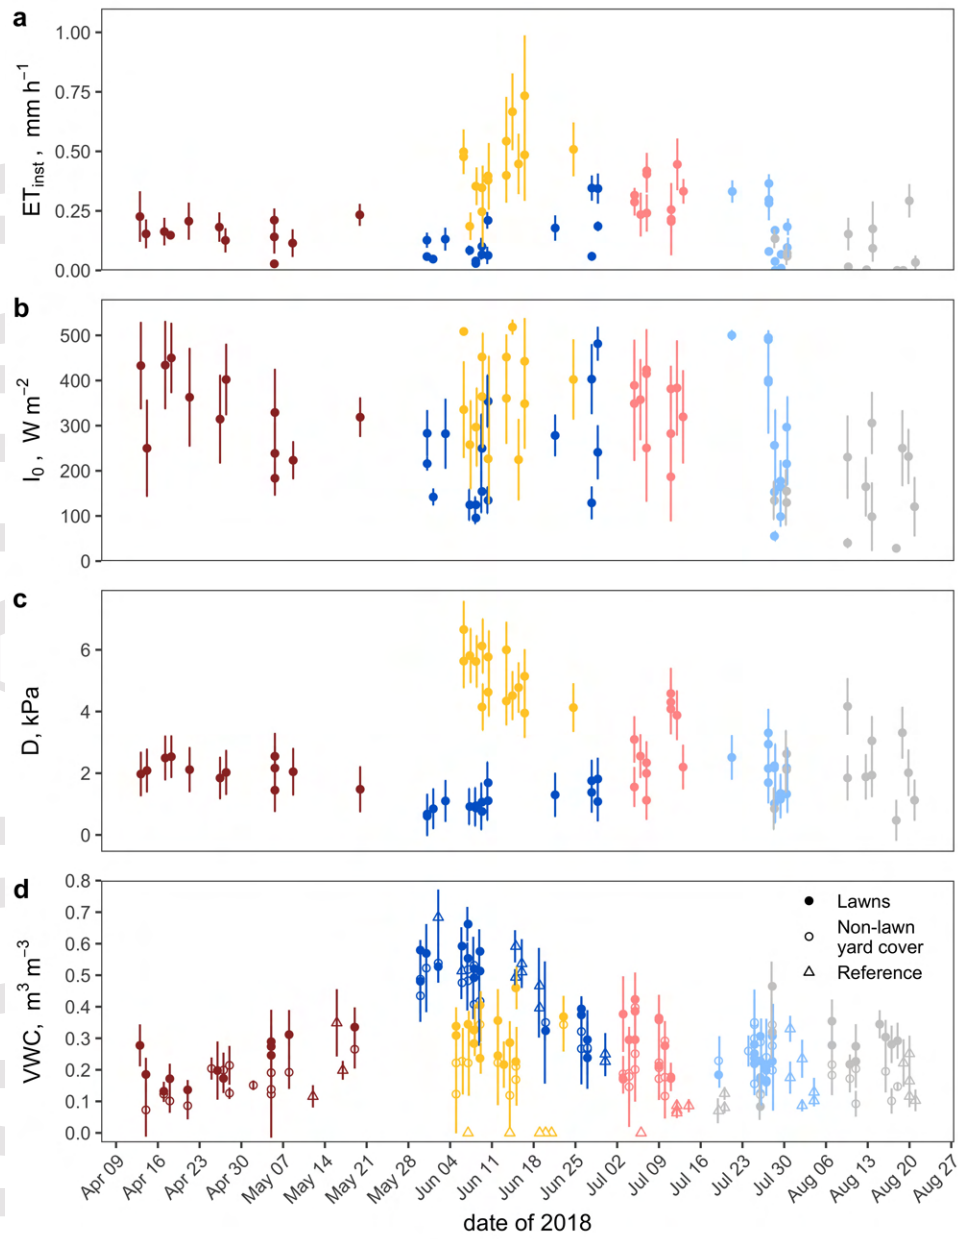 a
1.00
0.75
0.50
0.25
0.00
ETinst , mm h−1
b
500
400
300
200
100
0
I0 , W m−2
c
6
4
2
0
D, kPa
d
0.8
0.7
0.6
0.5
0.4
0.3
0.2
0.1
0.0
VWC, m3 m−3
Lawns
Non-lawn
yard cover
Reference
Apr 09
Apr 16
Apr 23
Apr 30
May 07
May 14
May 21
May 28
Jun 04
Jun 11
Jun 18
Jun 25
Jul 02
Jul 09
Jul 16
Jul 23
Jul 30
Aug 06
Aug 13
Aug 20
Aug 27
date of 2018